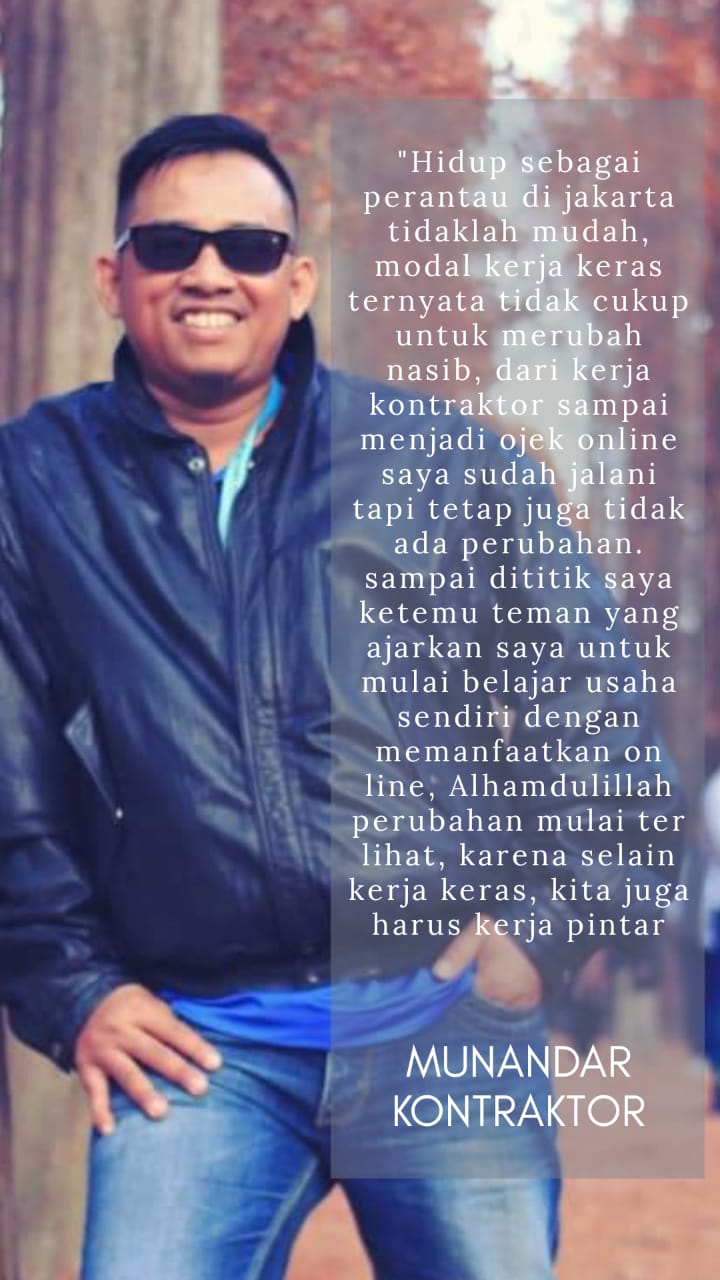 "Hidup sebagai
perantau di jakarta
tidaklah mudah,
modal kerja keras
ternyata tidak cukup
untuk merubah
nasib, dari kerja
kontraktor sampai
menjadi ojek online
saya sudah jalani
tapi tetap juga tidak
ada perubahan.
sampai dititik saya
ketemu teman yang
ajarkan saya untuk
mulai belajar usaha
sendiri dengan
memanfaatkan on
line, Alhamdulillah
perubahan mulai ter
lihat, karena selain
kerja keras, kita juga
harus kerja pintar
MUNANDAR
KONTRAKTOR